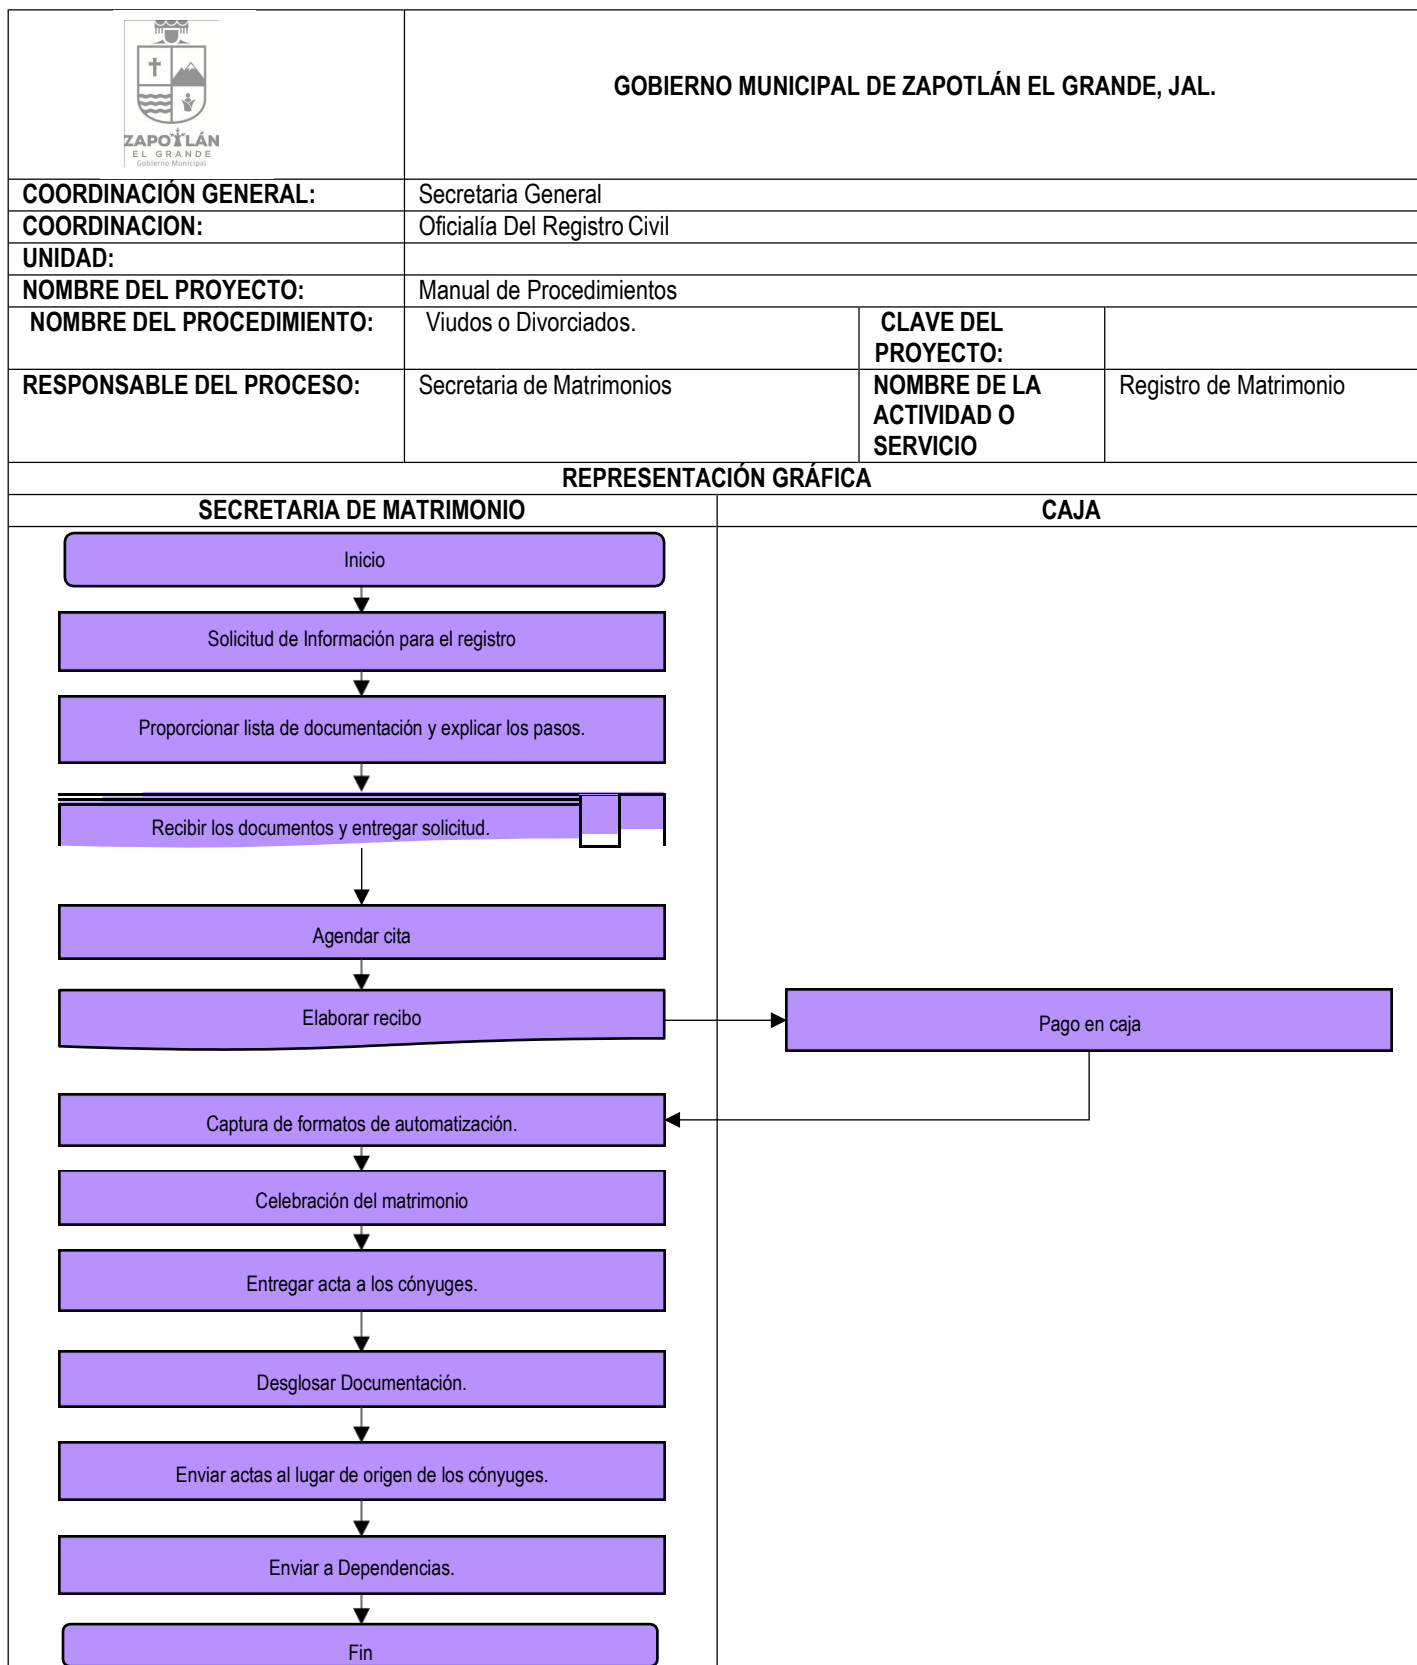 ZAPOTLÁN
EL GRANDE
Gobierno Municipal
GOBIERNO MUNICIPAL DE ZAPOTLÁN EL GRANDE, JAL.
COORDINACIÓN GENERAL: Secretaria General
COORDINACION: Oficialía Del Registro Civil
UNIDAD:
NOMBRE DEL PROYECTO: Manual de Procedimientos
NOMBRE DEL PROCEDIMIENTO: Viudos o Divorciados. CLAVE DEL
PROYECTO:
RESPONSABLE DEL PROCESO: Secretaria de Matrimonios NOMBRE DE LA Registro de Matrimonio
ACTIVIDAD O
SERVICIO
REPRESENTACIÓN GRÁFICA
SECRETARIA DE MATRIMONIO CAJA
Inicio
Solicitud de Información para el registro
Proporcionar lista de documentación y explicar los pasos.
Recibir los documentos y entregar solicitud.
Agendar cita
Elaborar recibo
Pago en caja
Captura de formatos de automatización.
Celebración del matrimonio
Entregar acta a los cónyuges.
Desglosar Documentación.
Enviar actas al lugar de origen de los cónyuges.
Enviar a Dependencias.
Fin